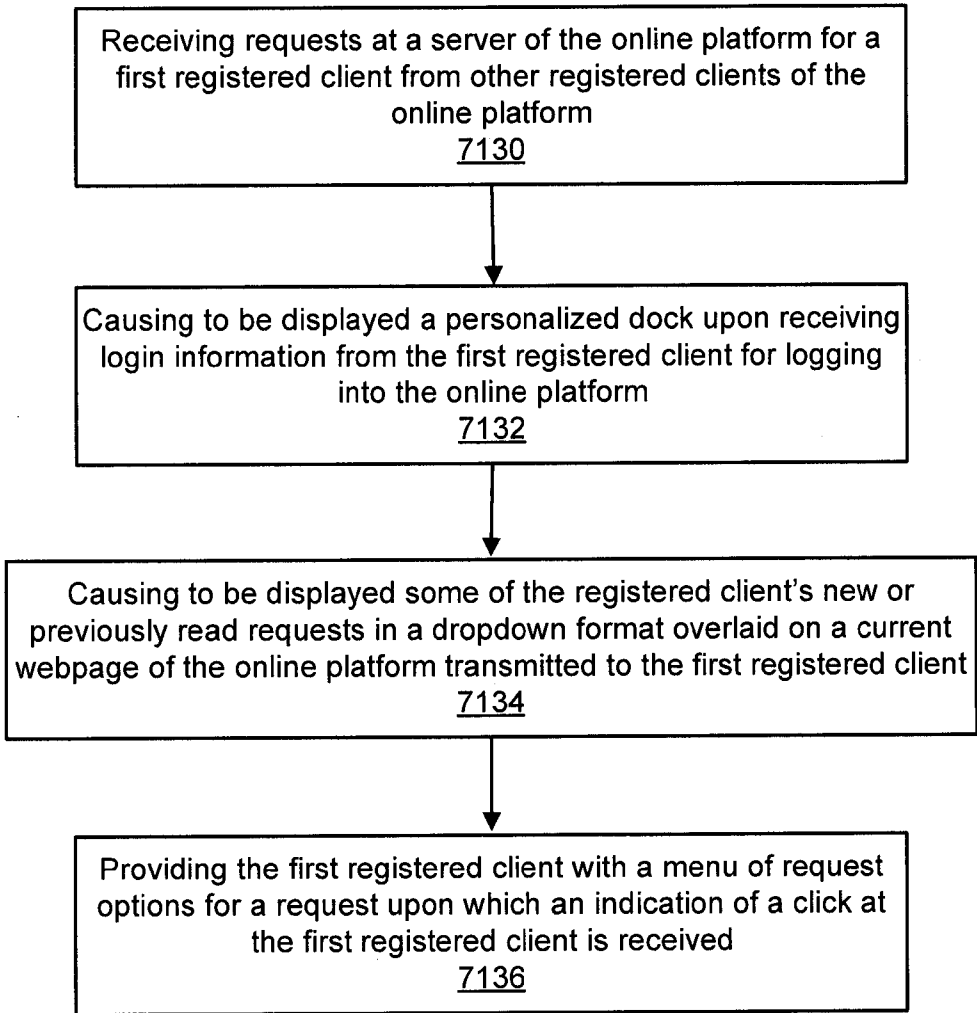 Receiving requests at a server of the online platform for a
first registered client from other registered clients of the
online platform
7130
Causing to be displayed a personalized dock upon receiving
login information from the first registered client for logging
into the online platform
7132
Causing to be displayed some of the registered client's new or
previously read requests in a dropdown format overlaid on a current
webpage of the online platform transmitted to the first registered client
7134
Providing the first registered client with a menu of request
options for a request upon which an indication of a click at
the first registered client is received
7136